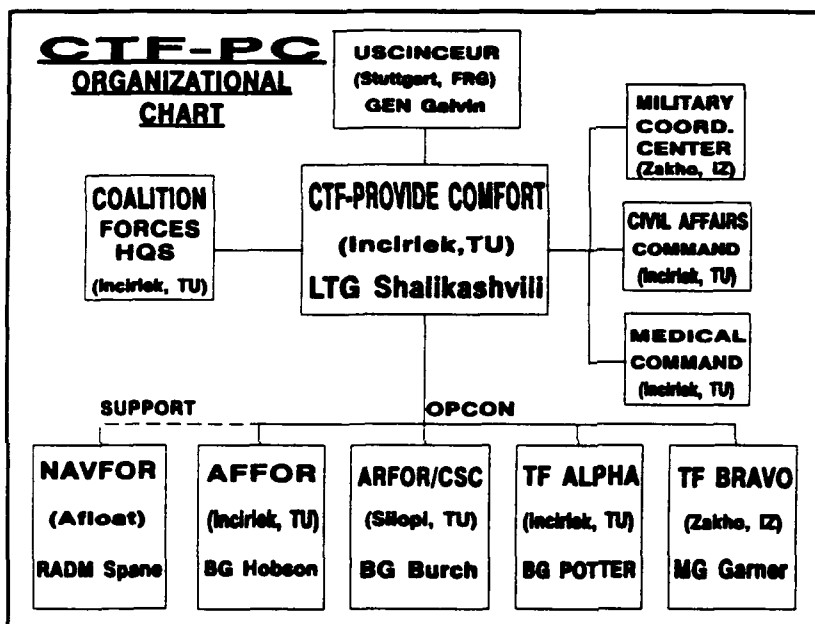 CTF-PC
ORGANIZATIONAL
CHART
USCINCEUR
(Stuttgart, FRG)
GEN Galvin
MILITARY
COORD.
CENTER
(Zakho, IZ)
COALITION
FORCES
HQS
(Incirlek, TU)
CTF-PROVIDE COMFORT
(Incirlek,TU)
LTG Shalikashvili
CIVIL AFFAIRS
COMMAND
(Incirlek, TU)
MEDICAL
COMMAND
(Incirlek, TU)
SUPPORT
OPCON
NAVFOR
(Afloat)
RADM Spane
AFFOR
(Incirlek, TU)
BG Hobson
ARFOR/CSC
(Silopi, TU)
BG Burch
TF ALPHA
(Incirlek, TU)
BG POTTER
TF BRAVO
(Zakho, IZ)
MG Garner